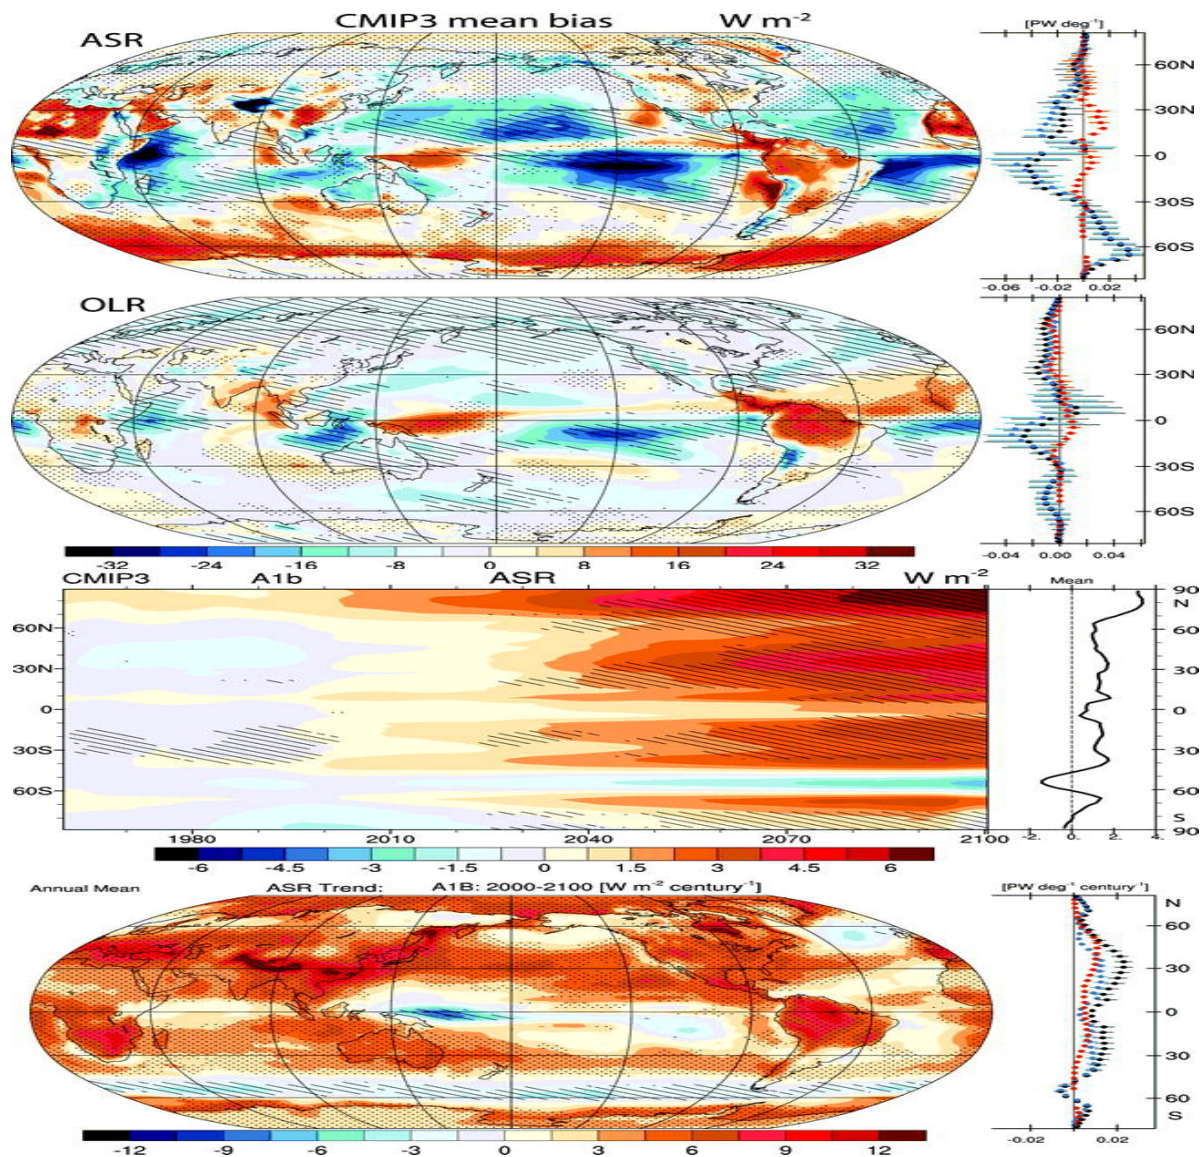 CMIP3 mean bias W m-2 [PW deg-1]
ASR
60N
30N
0
30S
60S
-0.06 -0.02 0.02
OLR
60N
30N
0
30S
60S
-0.04 0.00 0.04
-32 -24 -16 -8 0 8 16 24 32
CMIP3 A1b ASR W m-2 Mean
90
N
60N 60
30N 30
0 0
30S 30
60S 60
S
90
1980 2010 2040 2070 2100 -2. 0. 2. 4.
-6 -4.5 -3 -1.5 0 1.5 3 4.5 6
Annual Mean ASR Trend: A1B: 2000-2100 [W m-2 century-1] [PW deg-1 century-1]
N
60
30
0
30
60
S
-0.02 0.02
-12 -9 -6 -3 0 3 6 9 12